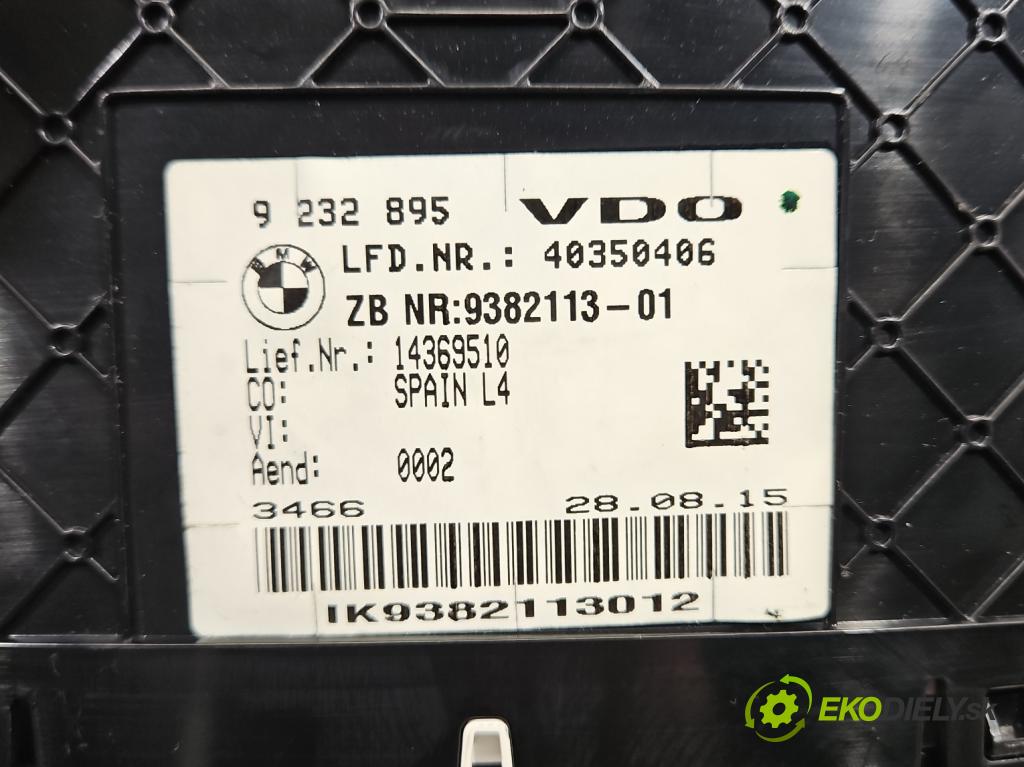 9 232 895 VDO
BMW
LFD.NR.: 40350406
ZB NR:9382113-01
Lief.Nr.: 14369510
CO: SPAIN L4
VI:
Aend: 0002
3466 28.08.15
IK9382113012
EKODIELY.sk